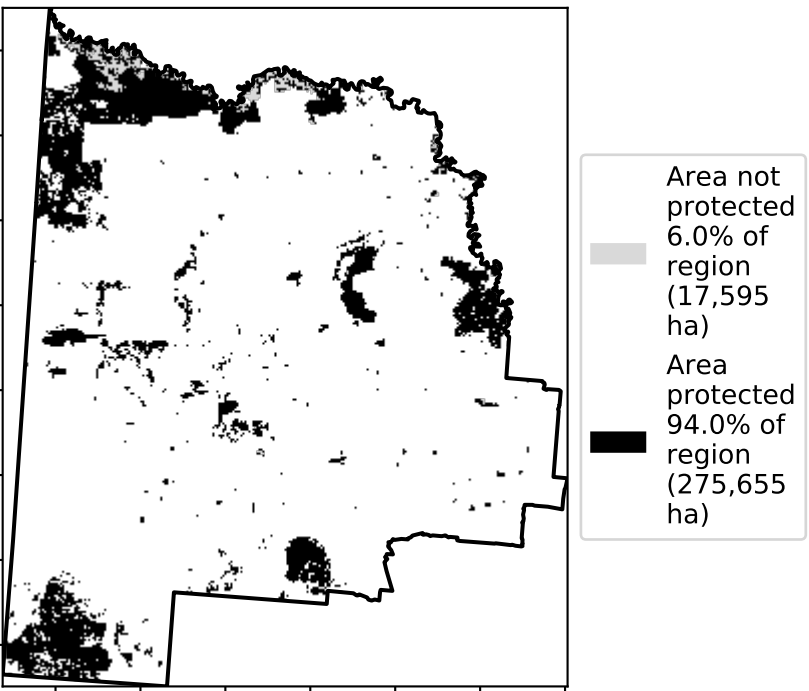 Area not
protected
6.0% of
region
(17,595
ha)
Area
protected
94.0% of
region
(275,655
ha)